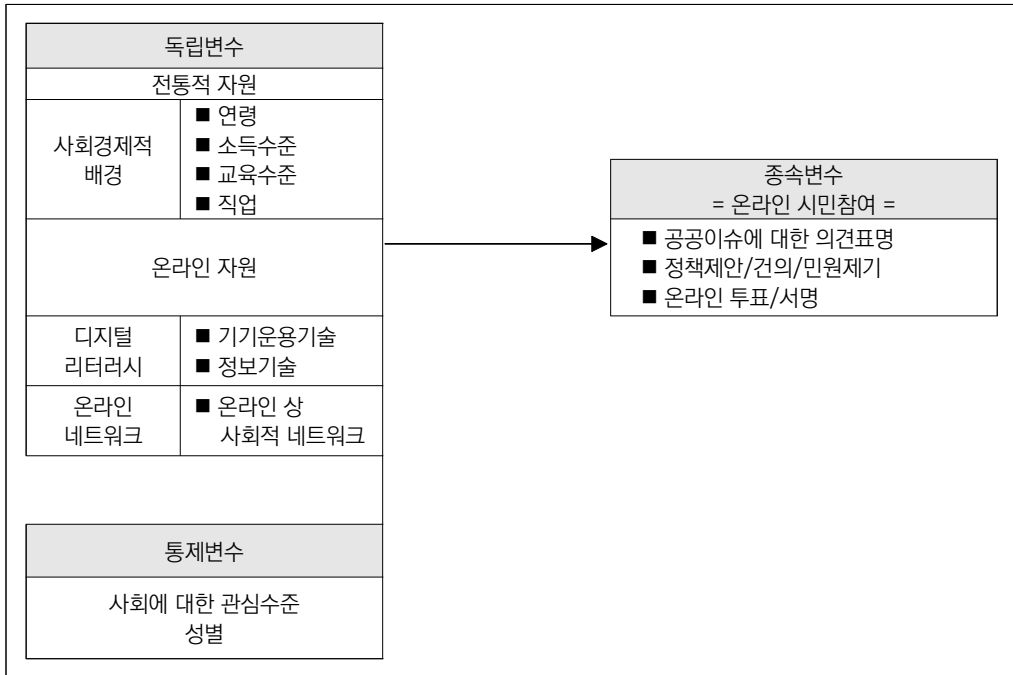 독립변수
전통적 자원
사회경제적
배경
■ 연령
■ 소득수준
■ 교육수준
■ 직업
온라인 자원
디지털
리터러시
■ 기기운용기술
■ 정보기술
온라인
네트워크
■ 온라인 상
사회적 네트워크
종속변수
= 온라인 시민참여 =
■ 공공이슈에 대한 의견표명
■ 정책제안/건의/민원제기
■ 온라인 투표/서명
통제변수
사회에 대한 관심수준
성별